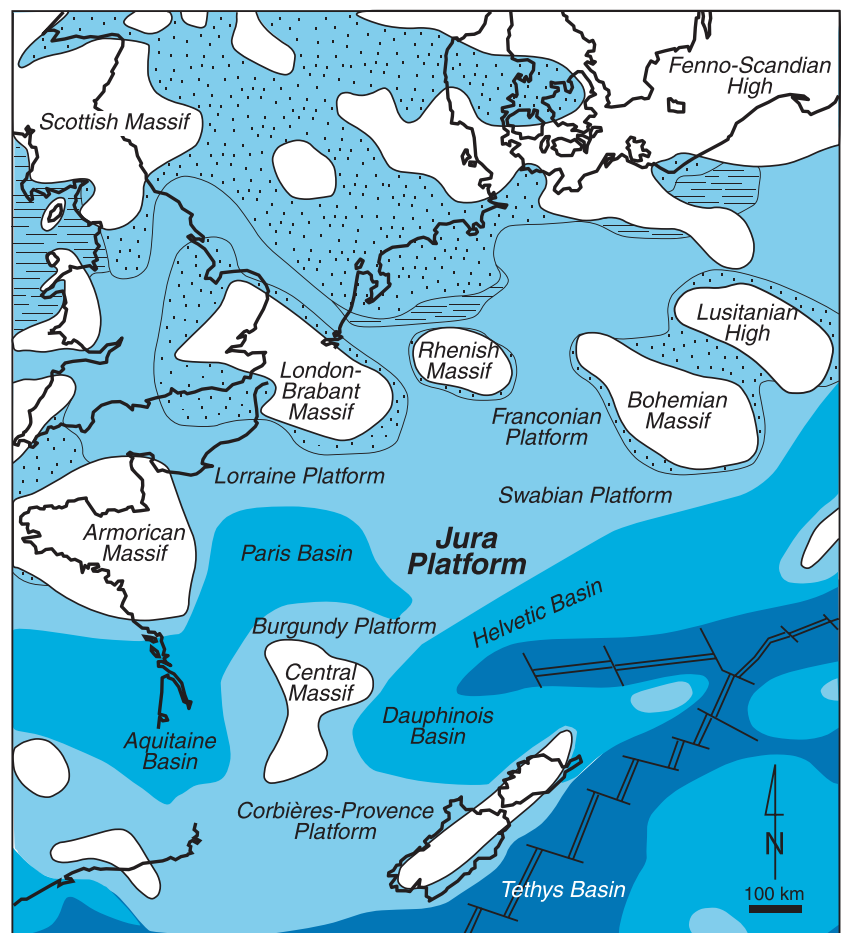 Fenno-Scandian
High
Scottish Massif
Lusitanian
High
Rhenish
Massif
London-
Brabant
Massif
Bohemian
Massif
Franconian
Platform
Lorraine Platform
Swabian Platform
Armorican
Massif
Paris Basin
Jura
Platform
Helvetic Basin
Burgundy Platform
Central
Massif
Dauphinois
Basin
Aquitaine
Basin
Corbières-Provence
Platform
N
Tethys Basin
100 km